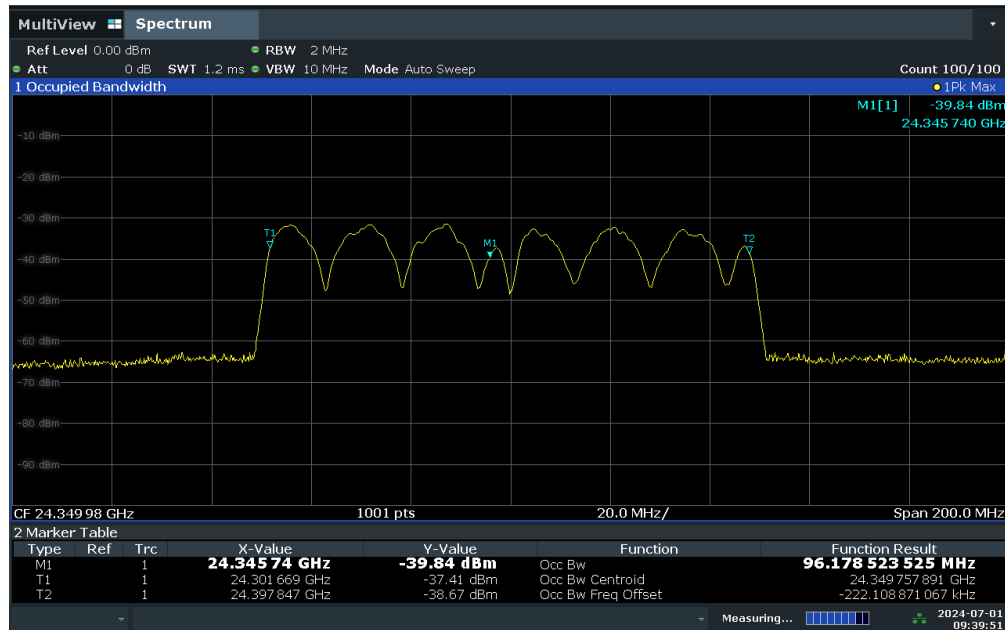 MultiView Spectrum
Ref Level 0.00 dBm RBW 2 MHz
Att 0 dB SWT 1.2 ms VBW 10 MHz Mode Auto Sweep Count 100/100
1 Occupied Bandwidth 1Pk Max
M1[1] -39.84 dBm
24.345 740 GHz
-10 dBm
-20 dBm
-30 dBm
T1
M1
T2
-40 dBm
-50 dBm
-60 dBm
-70 dBm
-80 dBm
-90 dBm
CF 24.349 98 GHz 1001 pts 20.0 MHz/ Span 200.0 MHz
2 Marker Table
Type Ref Trc X-Value Y-Value Function Function Result
M1 1 24.345 74 GHz -39.84 dBm Occ Bw 96.178 523 525 MHz
T1 1 24.301 669 GHz -37.41 dBm Occ Bw Centroid 24.349 757 891 GHz
T2 1 24.397 847 GHz -38.67 dBm Occ Bw Freq Offset -222.108 871 067 kHz
Measuring... 2024-07-01
09:39:51